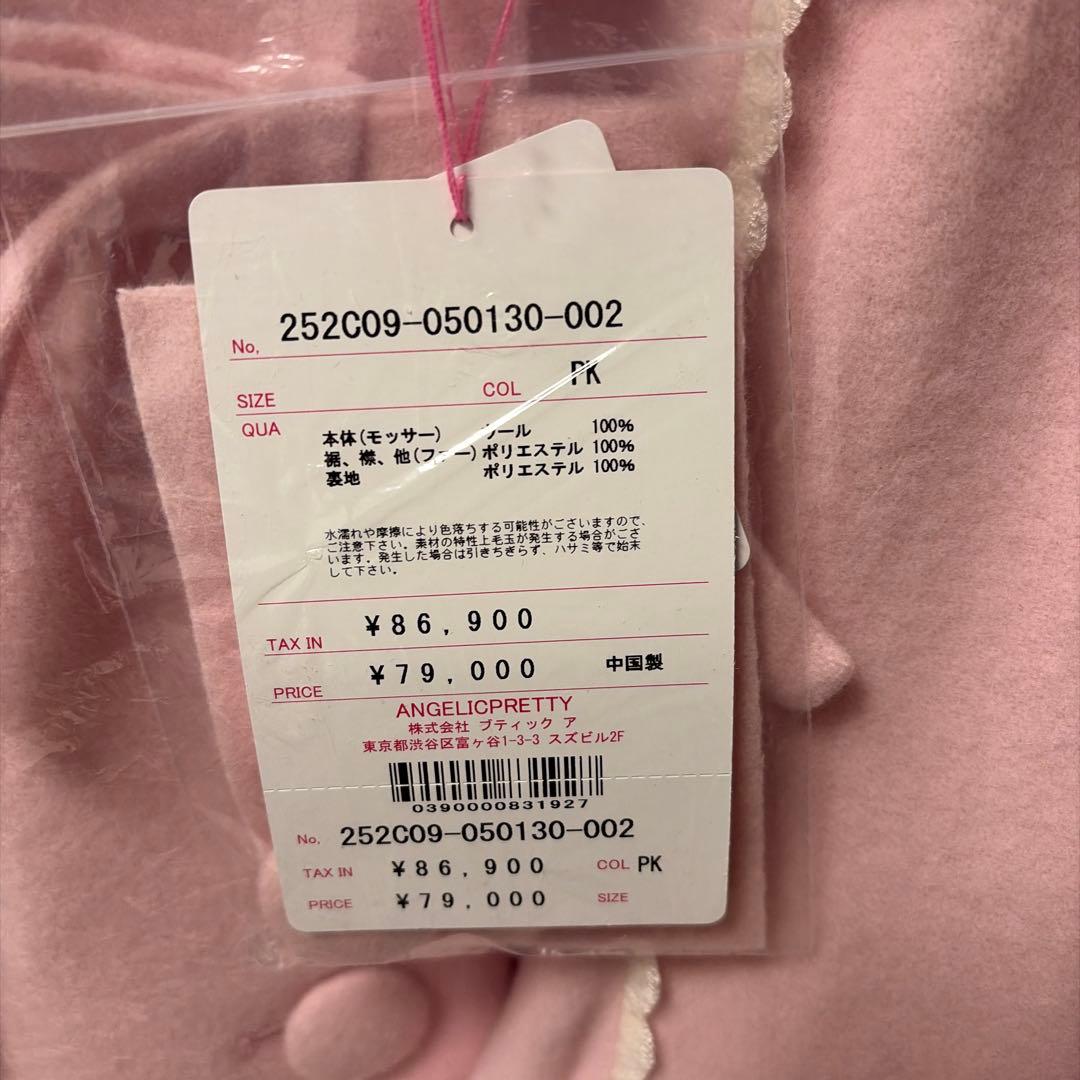 No. 252C09-050130-002
SIZE COL PK
QUA 本体(モッサー) ウール 100%
裾、襟、他(ファー) ポリエステル 100%
裏地 ポリエステル 100%
水濡れや摩擦により色落ちする可能性がございますので、
ご注意下さい。素材の特性上毛玉が発生する場合がござ
います。発生した場合は引きちぎらず、ハサミ等で始末
して下さい。
TAX IN ¥86,900
PRICE ¥79,000 中国製
ANGELICPRETTY
株式会社 ブティック ア
東京都渋谷区富ヶ谷1-3-3 スズビル2F
0390000831927
No. 252C09-050130-002
TAX IN ¥86,900 COL PK
PRICE ¥79,000 SIZE